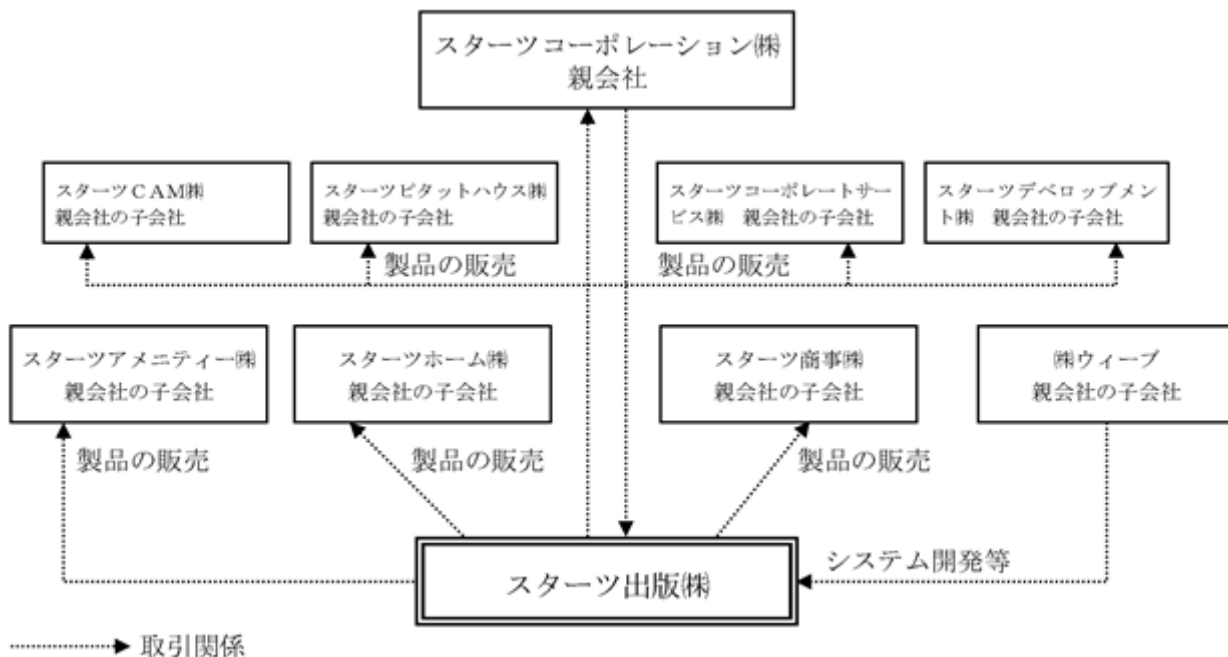 スターツコーポレーション㈱
親会社
スターツCAM㈱
親会社の子会社
スターツピタットハウス㈱
親会社の子会社
スターツコーポレートサー
ビス㈱　親会社の子会社
スターツデベロップメン
ト㈱　親会社の子会社
製品の販売
製品の販売
スターツアメニティー㈱
親会社の子会社
スターツホーム㈱
親会社の子会社
スターツ商事㈱
親会社の子会社
㈱ウィーブ
親会社の子会社
製品の販売
製品の販売
製品の販売
システム開発等
スターツ出版㈱
取引関係